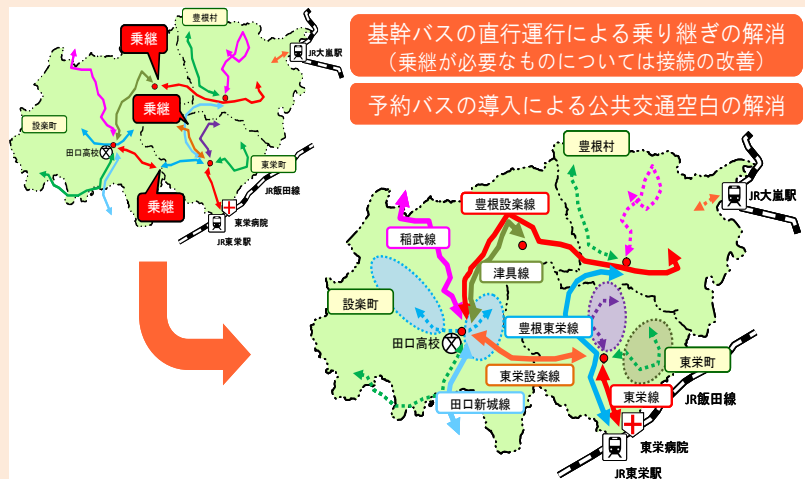 基幹バスの直行運行による乗り継ぎの解消
（乗継が必要なものについては接続の改善）
予約バスの導入による公共交通空白の解消
豊根村
乗継
JR大嵐駅
乗継
設楽町
田口高校
東栄町
JR飯田線
乗継
東栄病院
JR東栄駅
豊根村
JR大嵐駅
豊根設楽線
稲武線
津具線
設楽町
豊根東栄線
田口高校
東栄町
東栄設楽線
東栄線
JR飯田線
田口新城線
東栄病院
JR東栄駅